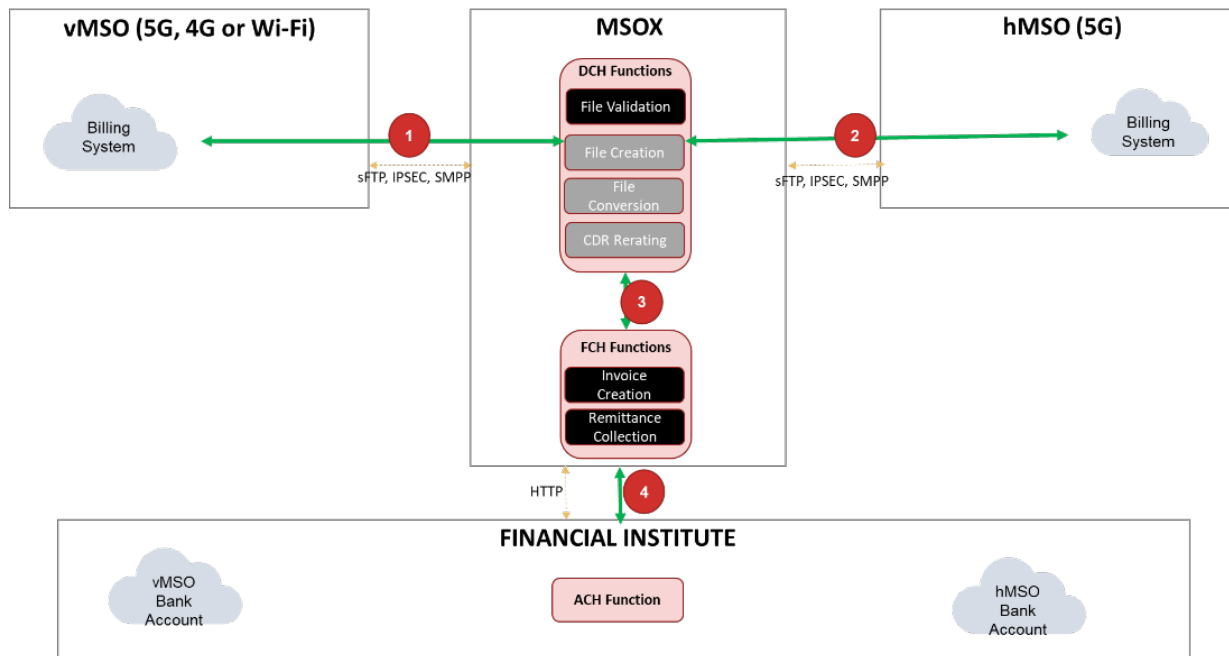 vMSO (5G, 4G or Wi-Fi)
MSOX
hMSO (5G)
DCH Functions
File Validation
Billing
System
1
2
Billing
System
File Creation
sFTP, IPSEC, SMPP
sFTP, IPSEC, SMPP
File
Conversion
CDR Rerating
3
FCH Functions
Invoice
Creation
Remittance
Collection
HTTP
4
FINANCIAL INSTITUTE
vMSO
Bank
Account
ACH Function
hMSO
Bank
Account